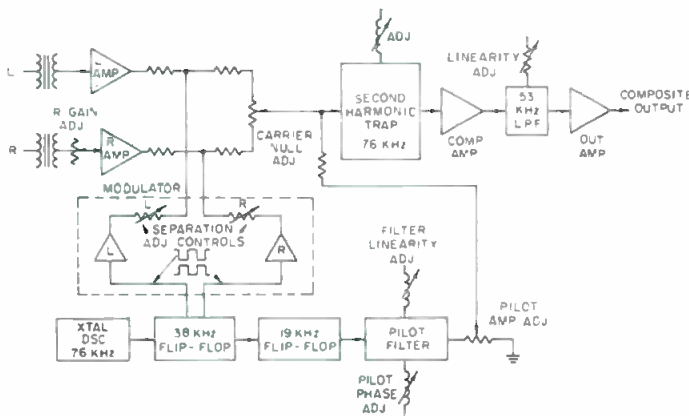 L
L
AMP
R GAIN
ADJ
R
R
AMP
CARRIER
NULL
ADJ
ADJ
SECOND
HARMONIC
TRAP
76 KHz
COMP
AMP
LINEARITY
ADJ
53
KHz
LPF
OUT
AMP
COMPOSITE
OUTPUT
MODULATOR
L
R
SEPARATION
ADJ CONTROLS
L
R
FILTER
LINEARITY
ADJ
PILOT
AMP ADJ
XTAL
OSC
76 KHz
38 KHz
FLIP-FLOP
19 KHz
FLIP-FLOP
PILOT
FILTER
PILOT
PHASE
ADJ